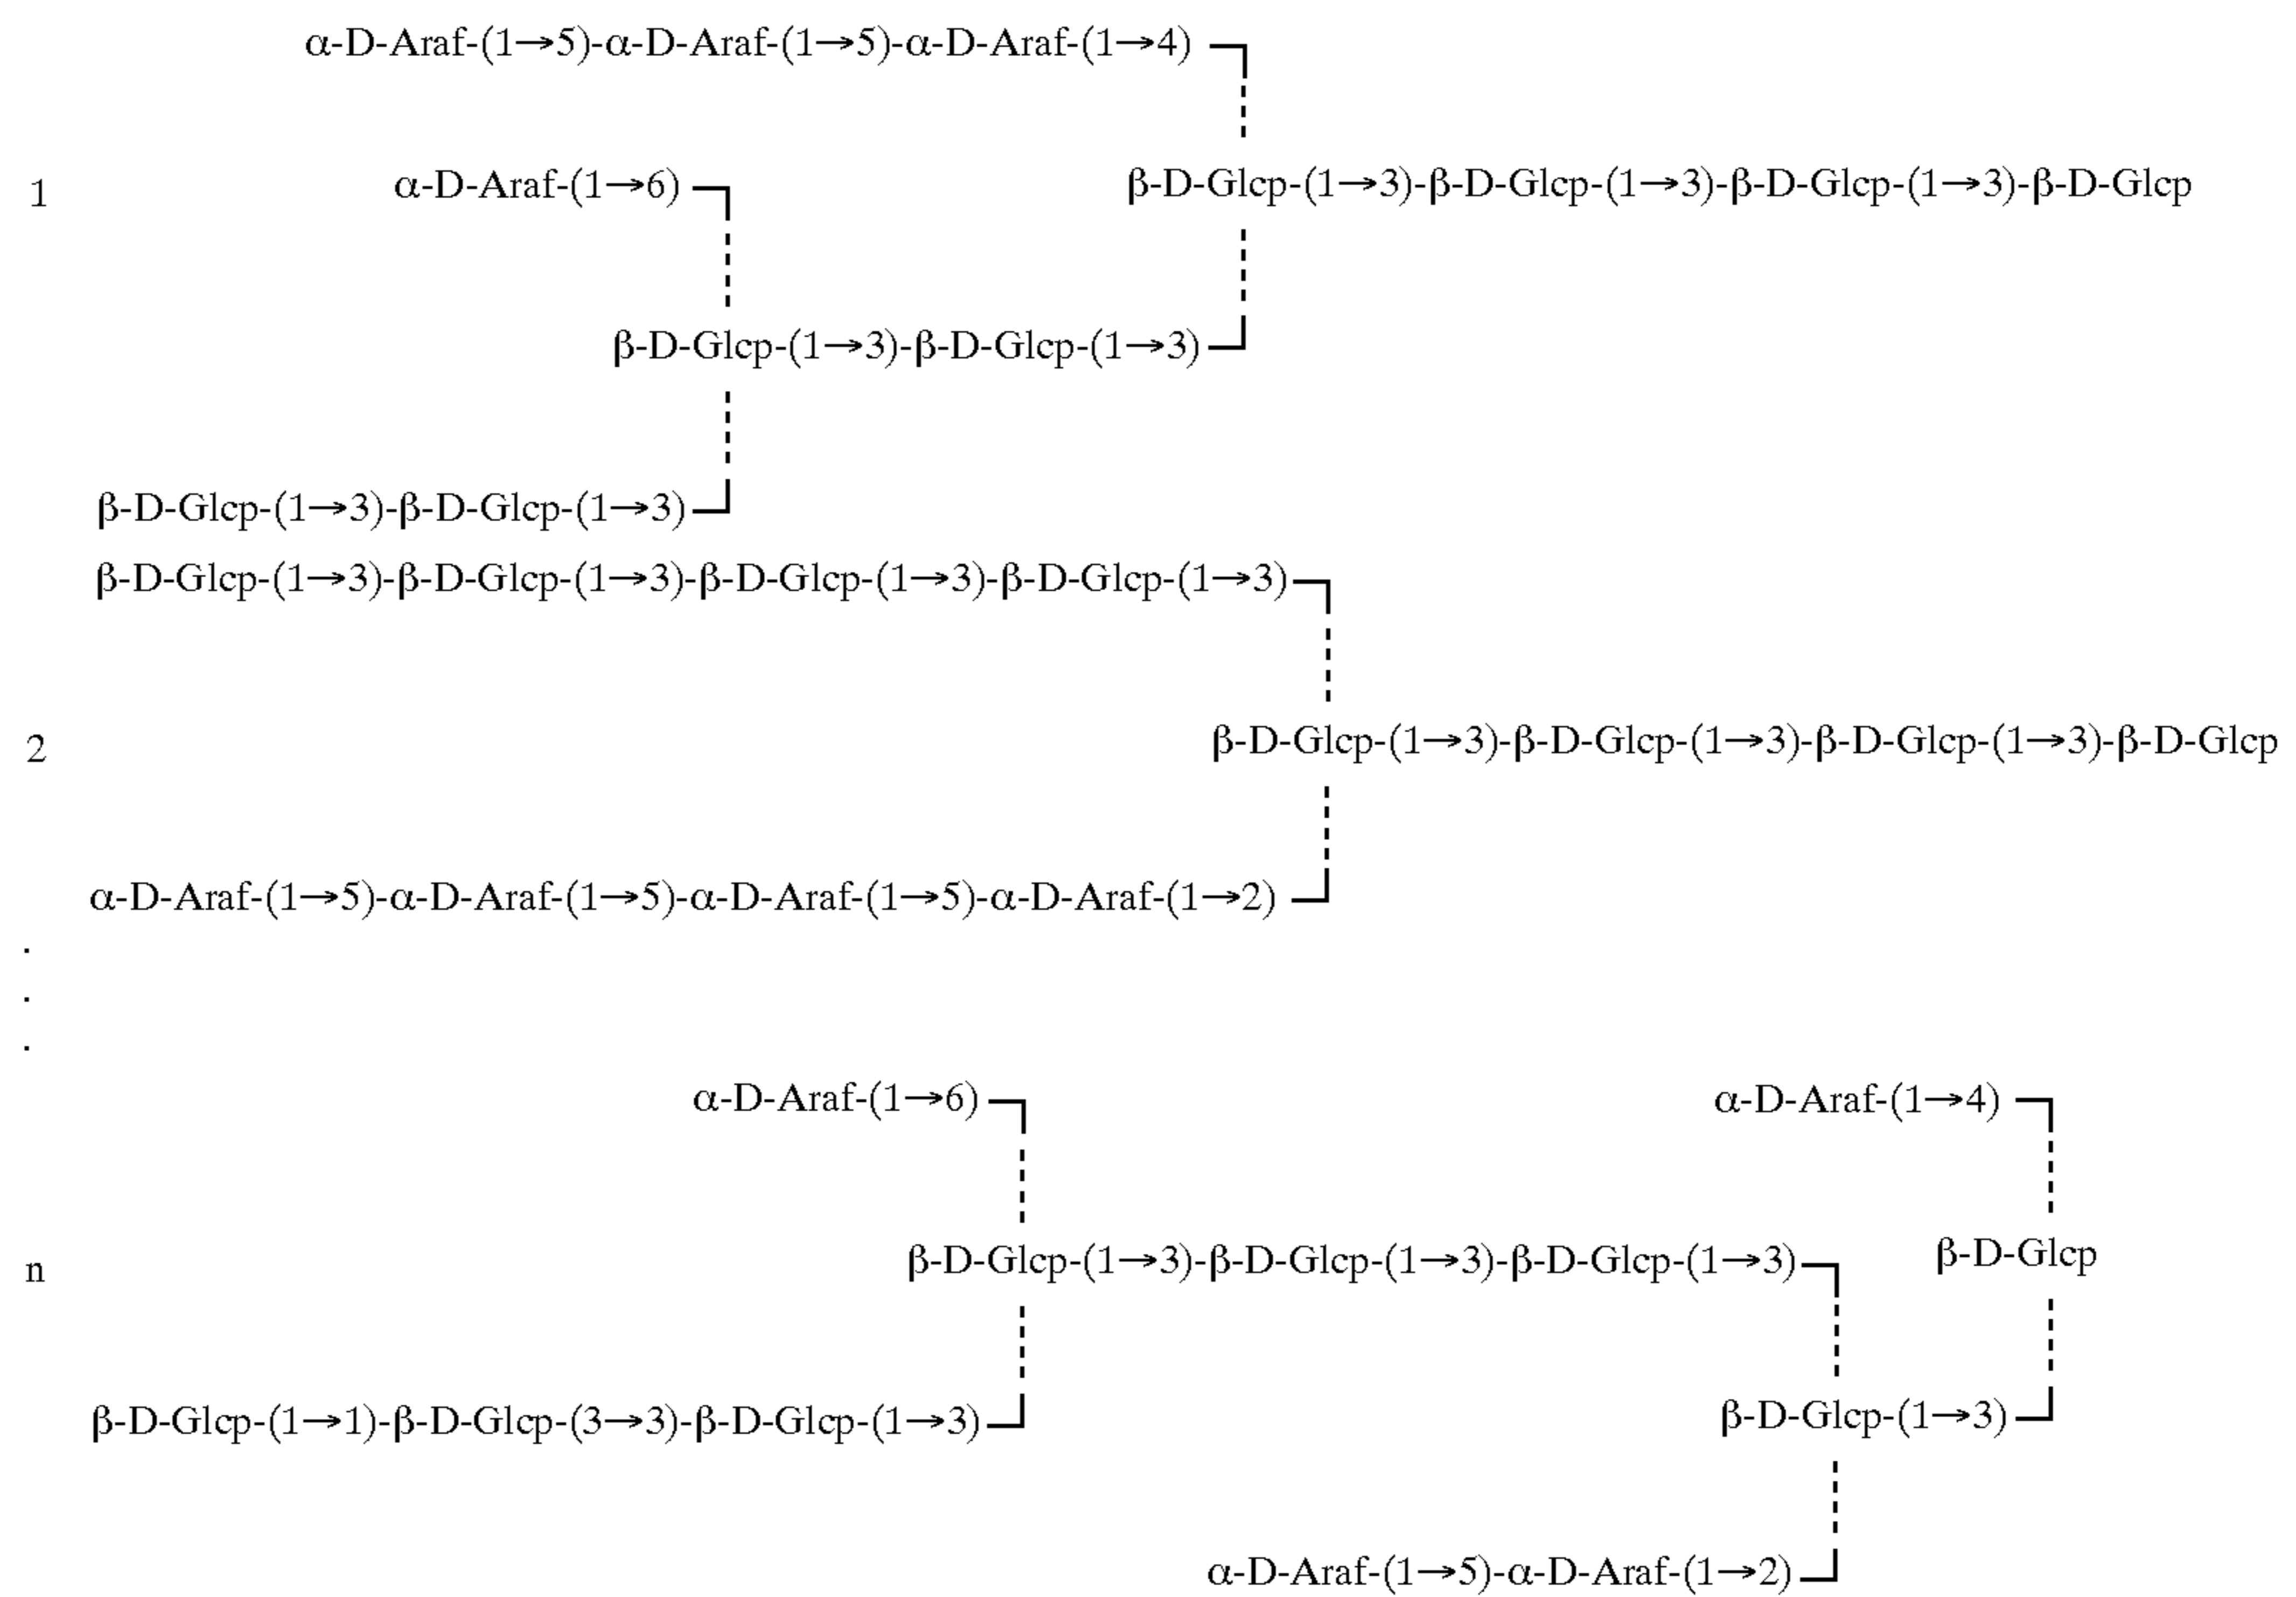 α-D-Araf-(1→5)-α-D-Araf-(1→5)-α-D-Araf-(1→4)
1 α-D-Araf-(1→6) β-D-Glcp-(1→3)-β-D-Glcp-(1→3)-β-D-Glcp-(1→3)-β-D-Glcp
β-D-Glcp-(1→3)-β-D-Glcp-(1→3)
β-D-Glcp-(1→3)-β-D-Glcp-(1→3)
β-D-Glcp-(1→3)-β-D-Glcp-(1→3)-β-D-Glcp-(1→3)-β-D-Glcp-(1→3)
2 β-D-Glcp-(1→3)-β-D-Glcp-(1→3)-β-D-Glcp-(1→3)-β-D-Glcp
α-D-Araf-(1→5)-α-D-Araf-(1→5)-α-D-Araf-(1→5)-α-D-Araf-(1→2)
.
.
.
α-D-Araf-(1→6) α-D-Araf-(1→4)
n β-D-Glcp-(1→3)-β-D-Glcp-(1→3)-β-D-Glcp-(1→3) β-D-Glcp
β-D-Glcp-(1→1)-β-D-Glcp-(3→3)-β-D-Glcp-(1→3) β-D-Glcp-(1→3)
α-D-Araf-(1→5)-α-D-Araf-(1→2)